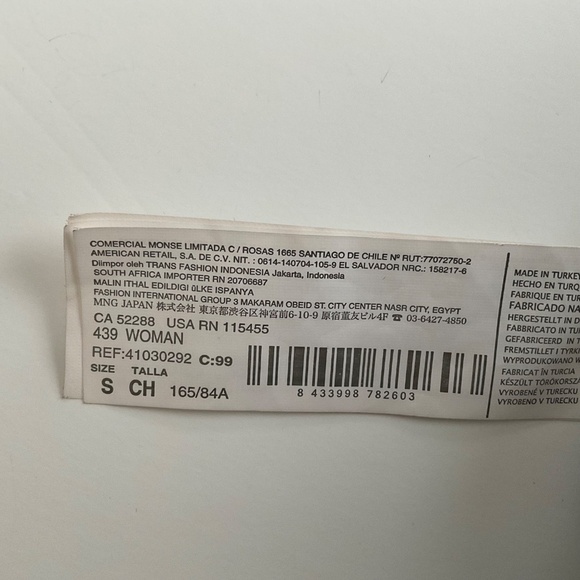 COMERCIAL MONSE LIMITADA C / ROSAS 1665 SANTIAGO DE CHILE Nº RUT:77072750-2
AMERICAN RETAIL, S.A. DE C.V. NIT. : 0614-140704-105-9 EL SALVADOR NRC.: 158217-6
Diimpor oleh TRANS FASHION INDONESIA Jakarta, Indonesia
SOUTH AFRICA IMPORTER RN 20706687
MALIN ITHAL EDILDIGI ÜLKE ISPANYA
FASHION INTERNATIONAL GROUP 3 MAKARAM OBEID ST, CITY CENTER NASR CITY, EGYPT
MNG JAPAN 株式会社 東京都渋谷区神宮前6-10-9 原宿董友ビル4F ☎ 03-6427-4850
CA 52288 USA RN 115455
439 WOMAN
REF:41030292 C:99
SIZE TALLA
S CH 165/84A
8 433998 782603
MADE IN TURKEY
HECHO EN TURQ
FABRIQUE EN TUR
FABRICADO NA
HERGESTELLT IN D
GEFABRICEERD IN T
FREMSTILLET I TYRKI
WYPRODUKOWANO W
FABRICAT ÎN TURCIA
KÉSZÜLT TÖRÖKORSZA
VYROBENÉ V TURECKU
VYROBENO V TURECKU